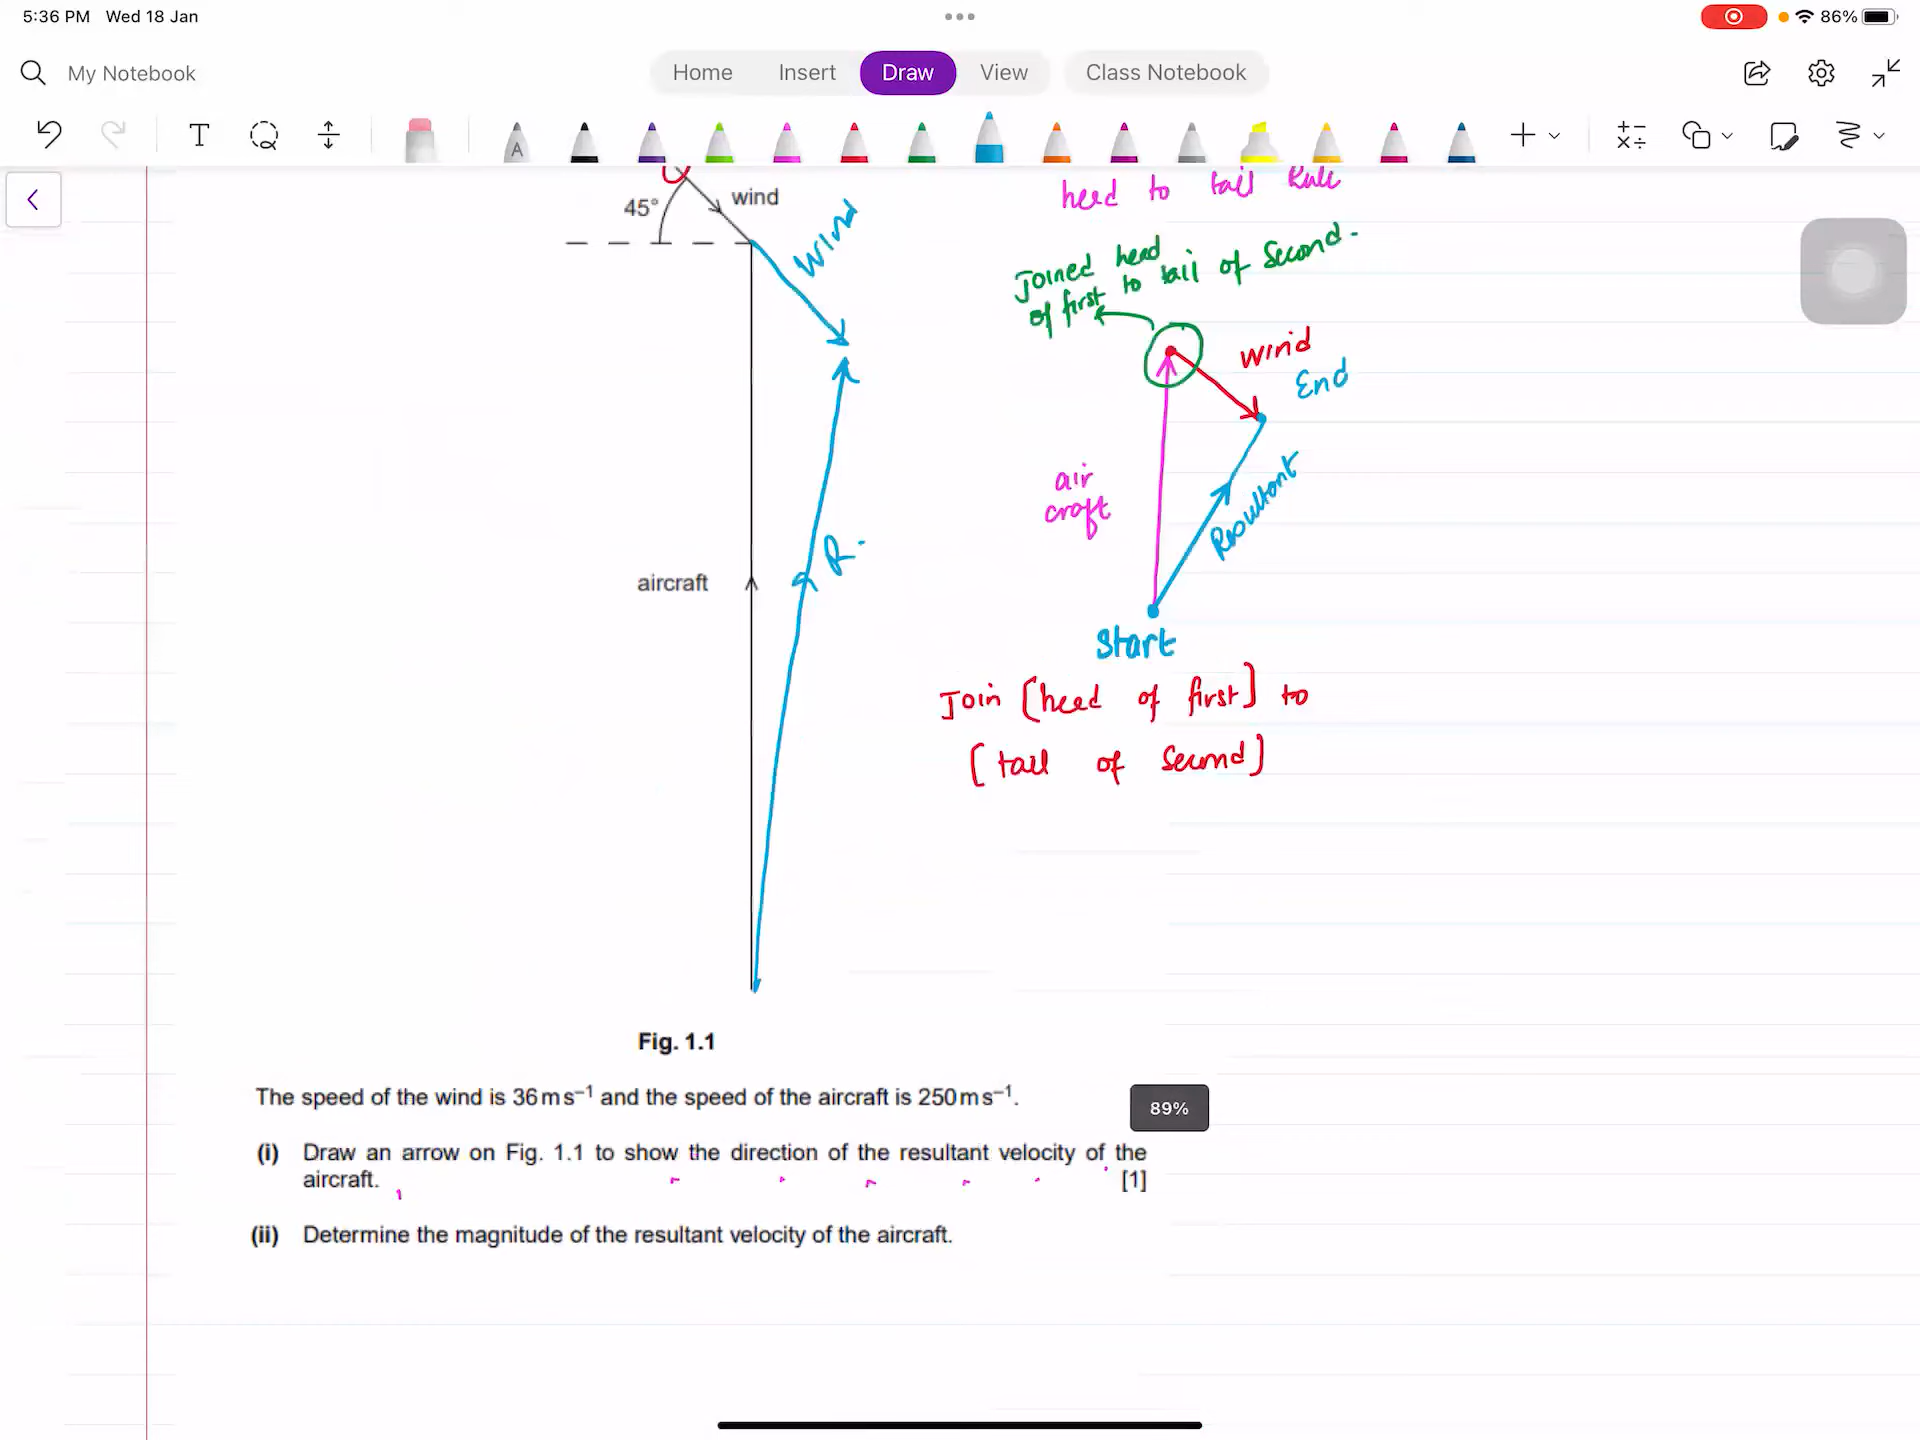 5:36 PM Wed 18 Jan
86%
My Notebook
Home Insert Draw View Class Notebook
T
A
head to tail Rule
45°
wind
wind
Joined head
of first to tail of Second.
wind
End
air
craft
Resultant
aircraft
R.
Start
Join [head of first] to
[tail of Second]
Fig. 1.1
The speed of the wind is 36 m s⁻¹ and the speed of the aircraft is 250 m s⁻¹.
89%
(i) Draw an arrow on Fig. 1.1 to show the direction of the resultant velocity of the
aircraft. [1]
(ii) Determine the magnitude of the resultant velocity of the aircraft.